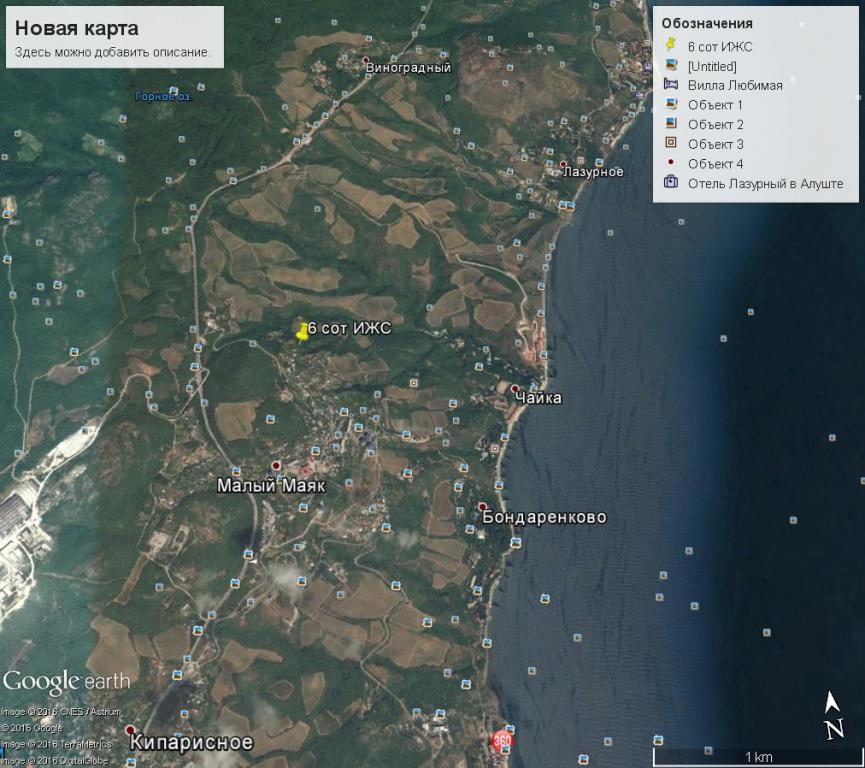 Новая карта
Здесь можно добавить описание.
Обозначения
6 сот ИЖС
[Untitled]
Вилла Любимая
Объект 1
Объект 2
Объект 3
Объект 4
Отель Лазурный в Алуште
Виноградный
Горное оз.
Лазурное
6 сот ИЖС
Чайка
Малый Маяк
Бондаренково
Google earth
Image © 2016 CNES / Astrium
© 2016 Google
Image © 2016 TerraMetrics
Image © 2016 DigitalGlobe
Кипарисное
360
N
1 km